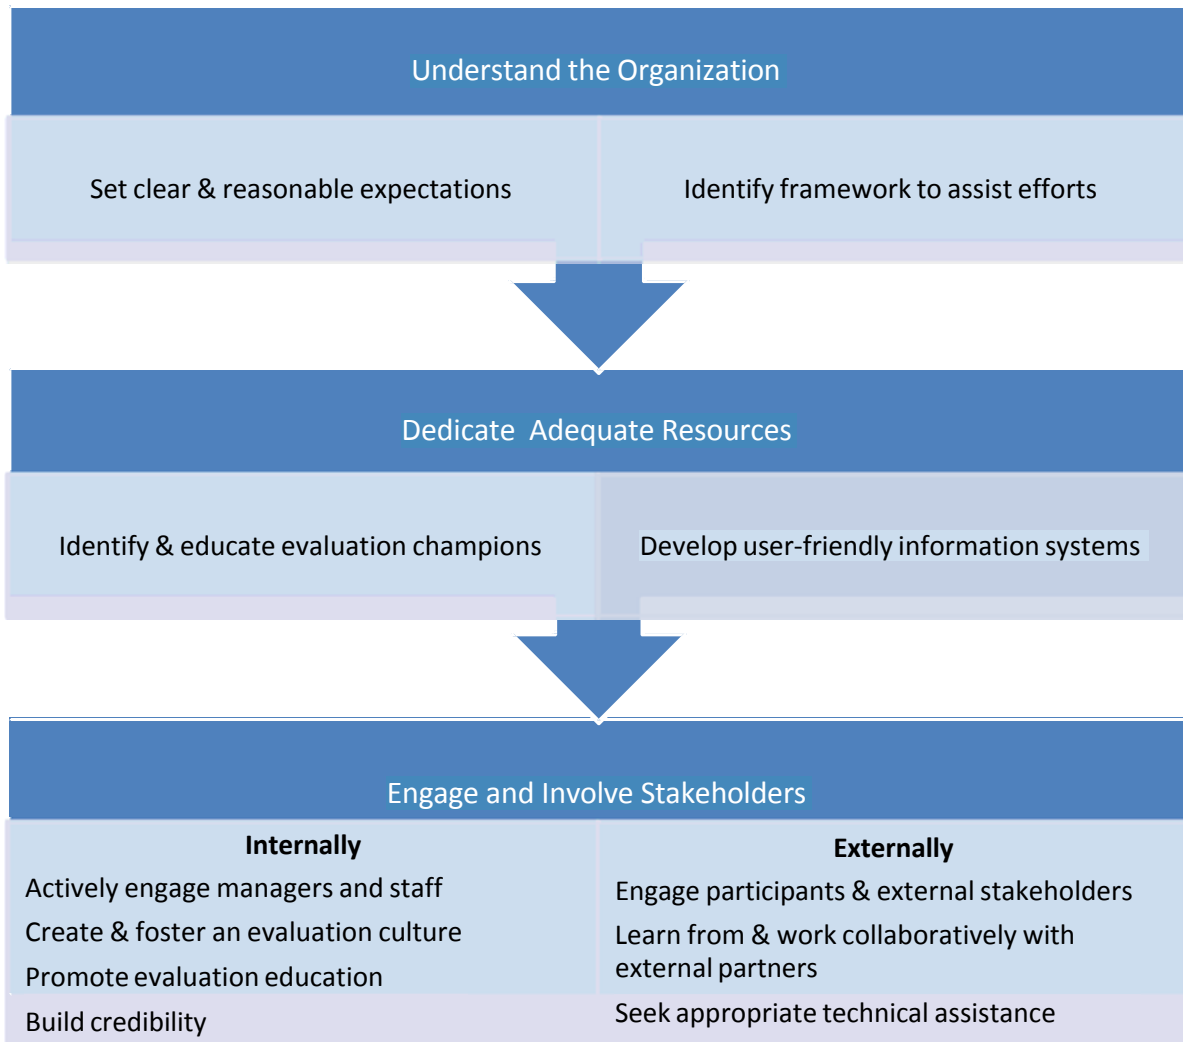 Understand the Organization
Set clear & reasonable expectations
Identify framework to assist efforts
Dedicate Adequate Resources
Identify & educate evaluation champions
Develop user-friendly information systems
Engage and Involve Stakeholders
Internally
Actively engage managers and staff
Create & foster an evaluation culture
Promote evaluation education
Build credibility
Externally
Engage participants & external stakeholders
Learn from & work collaboratively with
external partners
Seek appropriate technical assistance